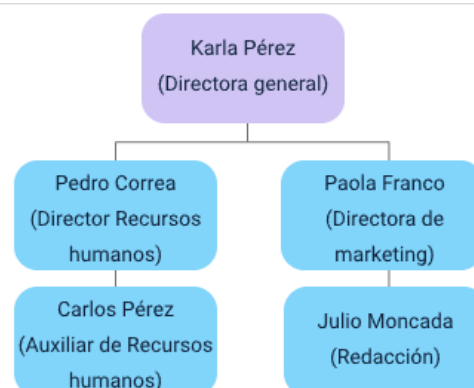 Karla Pérez
(Directora general)
Pedro Correa
(Director Recursos
humanos)
Paola Franco
(Directora de
marketing)
Carlos Pérez
(Auxiliar de Recursos
humanos)
Julio Moncada
(Redacción)